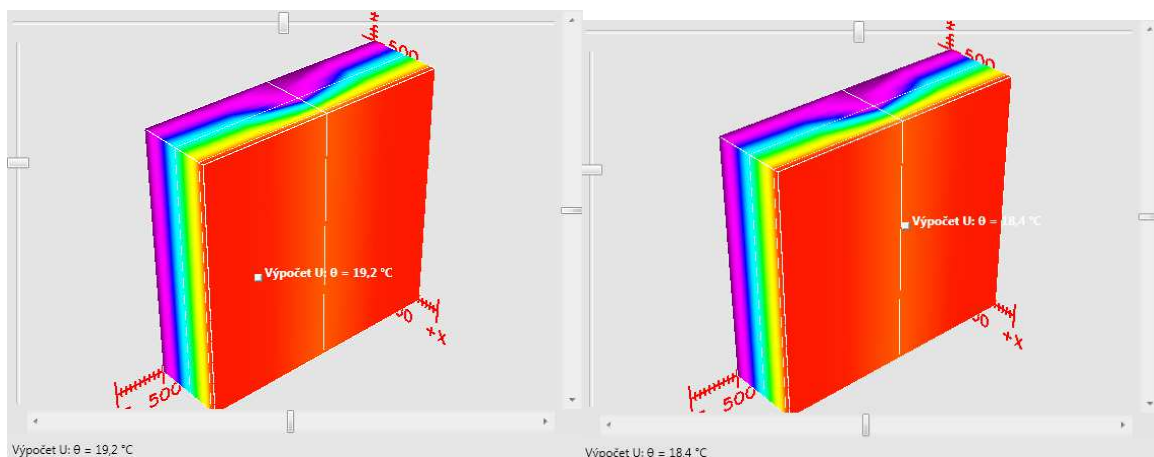 500
Výpočet U: θ = 19,2 °C
+x
500
Výpočet U: θ = 19,2 °C
500
Výpočet U: θ = 18,4 °C
+x
500
Výpočet U: θ = 18,4 °C